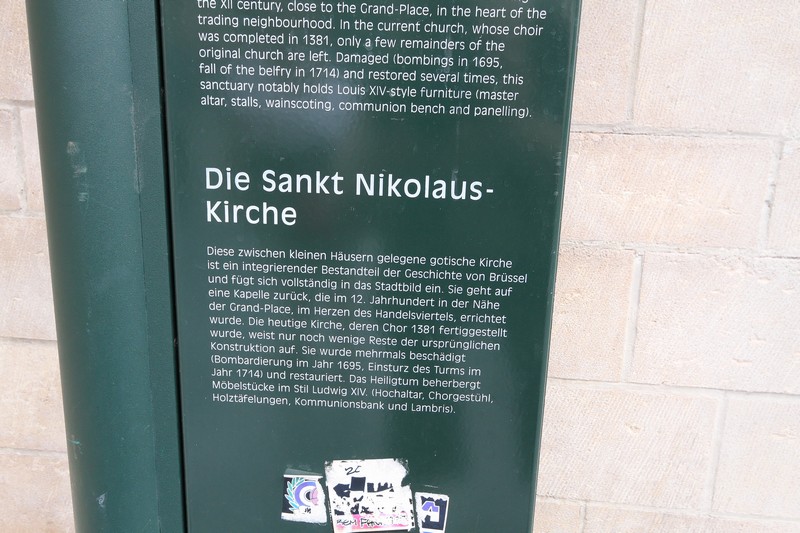 the XII century, close to the Grand-Place, in the heart of the
trading neighbourhood. In the current church, whose choir
was completed in 1381, only a few remainders of the
original church are left. Damaged (bombings in 1695,
fall of the belfry in 1714) and restored several times, this
sanctuary notably holds Louis XIV-style furniture (master
altar, stalls, wainscoting, communion bench and panelling).
Die Sankt Nikolaus-
Kirche
Diese zwischen kleinen Häusern gelegene gotische Kirche
ist ein integrierender Bestandteil der Geschichte von Brüssel
und fügt sich vollständig in das Stadtbild ein. Sie geht auf
eine Kapelle zurück, die im 12. Jahrhundert in der Nähe
der Grand-Place, im Herzen des Handelsviertels, errichtet
wurde. Die heutige Kirche, deren Chor 1381 fertiggestellt
wurde, weist nur noch wenige Reste der ursprünglichen
Konstruktion auf. Sie wurde mehrmals beschädigt
(Bombardierung im Jahr 1695, Einsturz des Turms im
Jahr 1714) und restauriert. Das Heiligtum beherbergt
Möbelstücke im Stil Ludwig XIV. (Hochaltar, Chorgestühl,
Holztäfelungen, Kommunionsbank und Lambris).